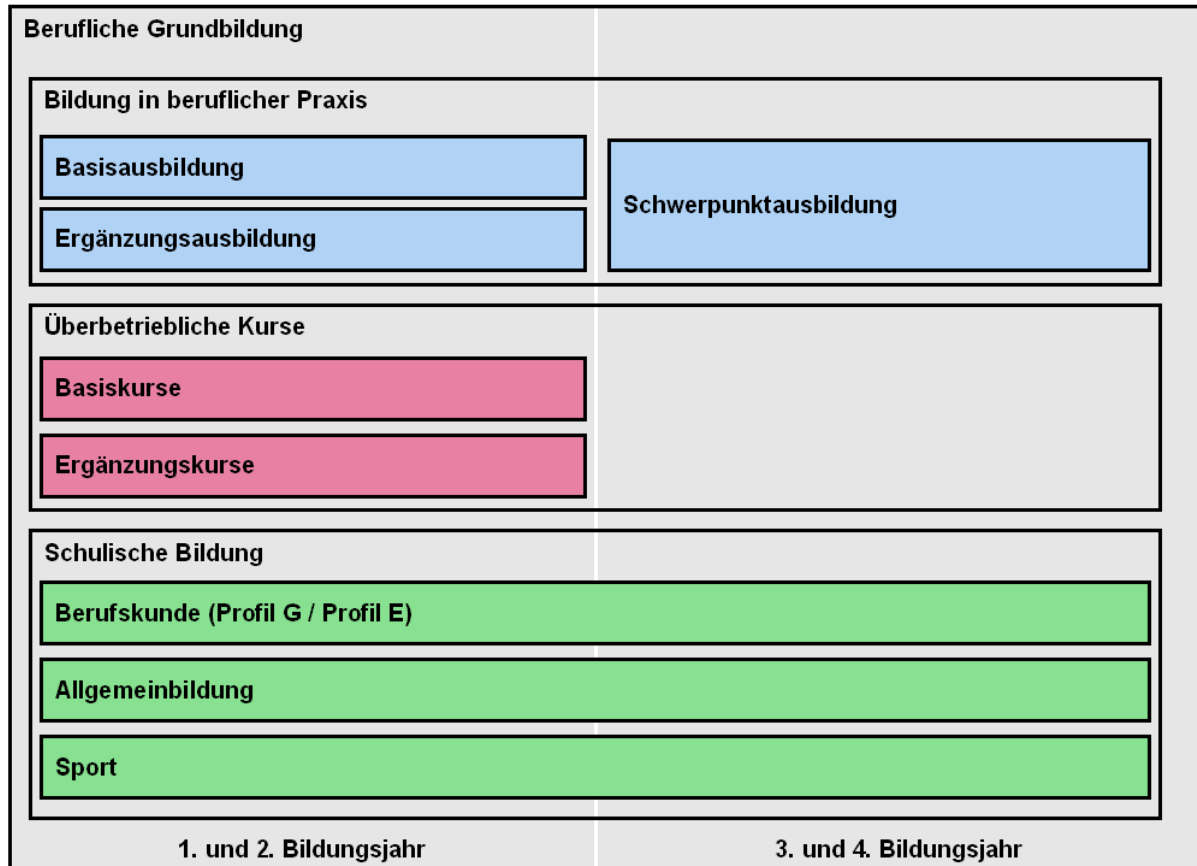 Berufliche Grundbildung
Bildung in beruflicher Praxis
Basisausbildung
Ergänzungsausbildung
Schwerpunktausbildung
Überbetriebliche Kurse
Basiskurse
Ergänzungskurse
Schulische Bildung
Berufskunde (Profil G / Profil E)
Allgemeinbildung
Sport
1. und 2. Bildungsjahr
3. und 4. Bildungsjahr